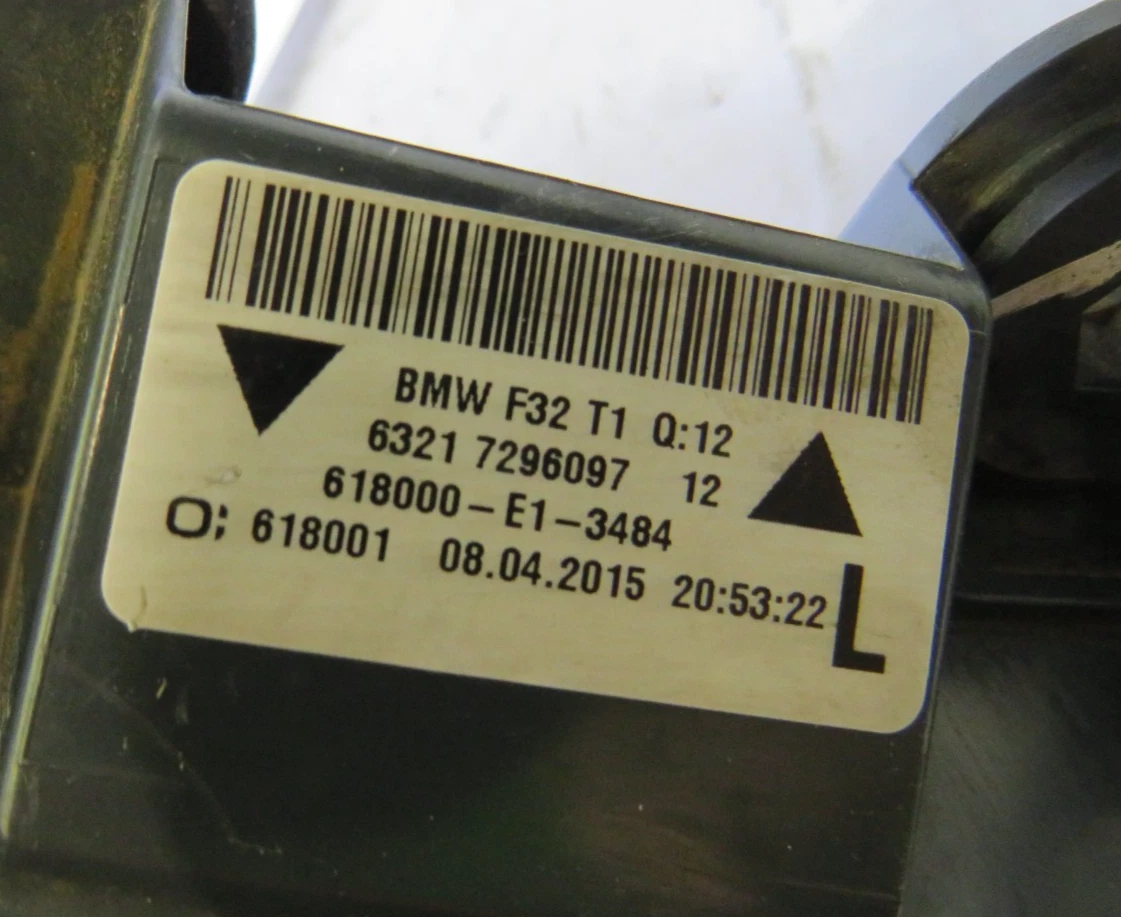 BMW F32 T1 Q:12
6321 7296097 12
618000-E1-3484
O; 618001 08.04.2015 20:53:22
L